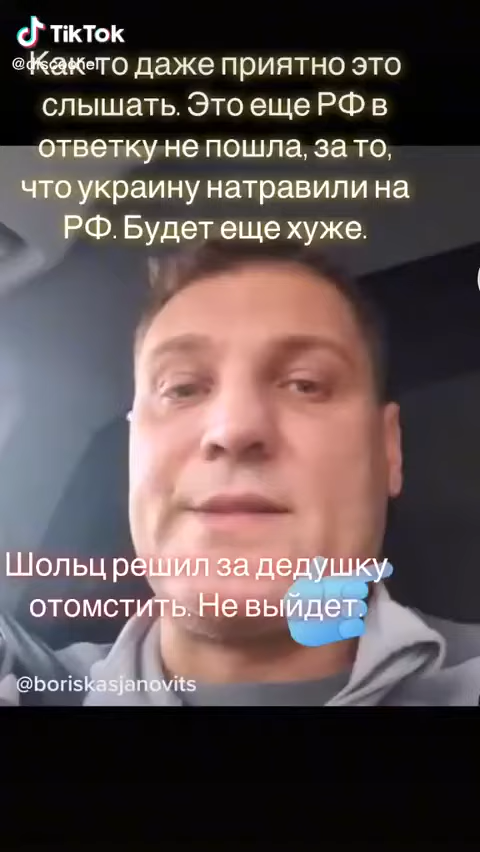 TikTok
Как то даже приятно это
слышать. Это еще РФ в
ответку не пошла, за то,
что украину натравили на
РФ. Будет еще хуже.
Шольц решил за дедушку
отомстить. Не выйдет.
@boriskasjanovits